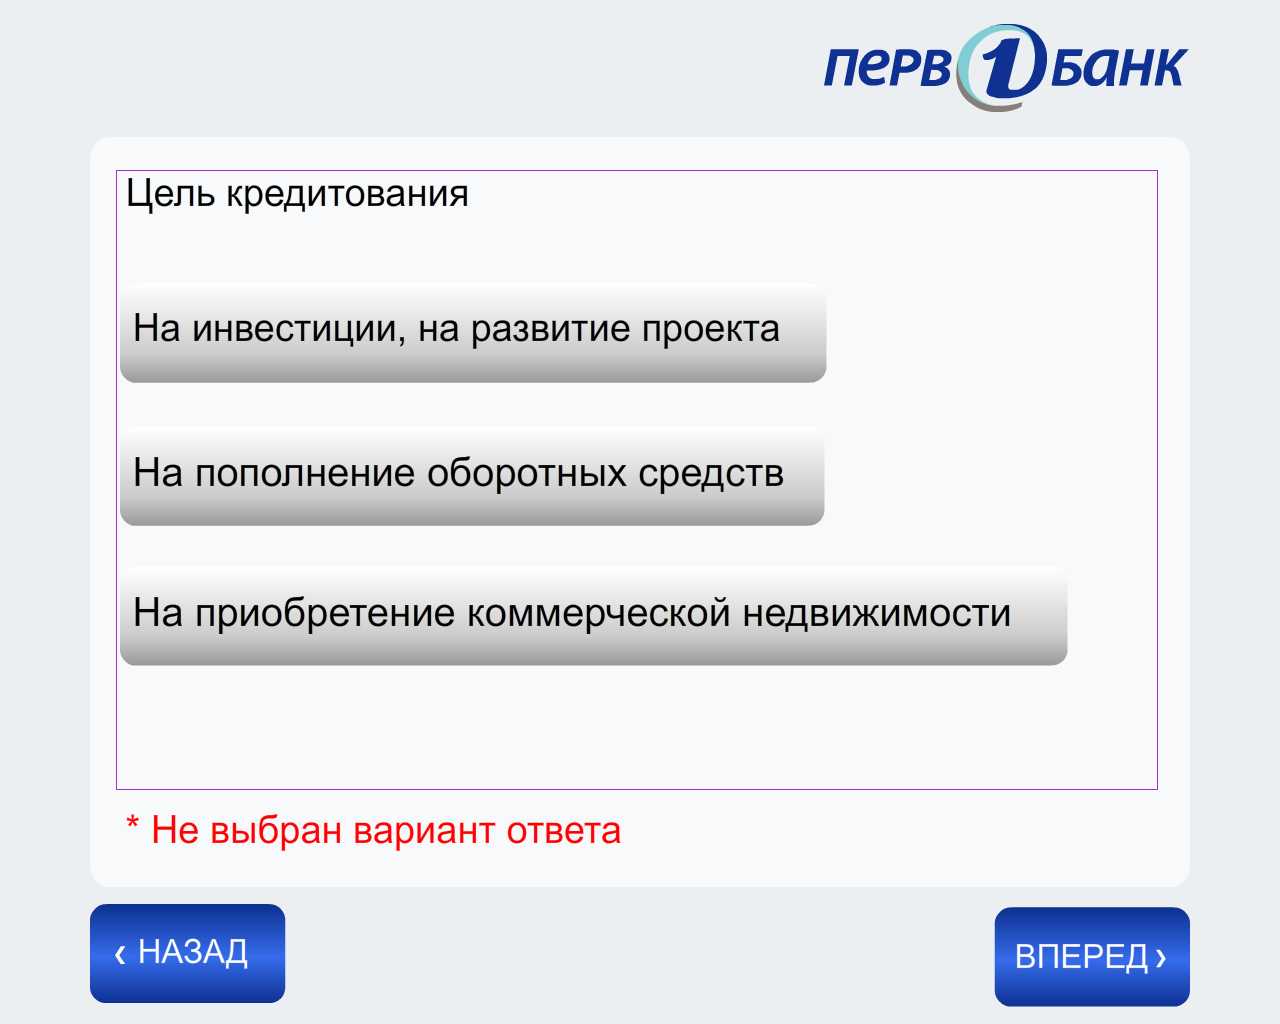 ПЕРВ1БАНК
Цель кредитования
На инвестиции, на развитие проекта
На пополнение оборотных средств
На приобретение коммерческой недвижимости
* Не выбран вариант ответа
‹ НАЗАД
ВПЕРЕД ›